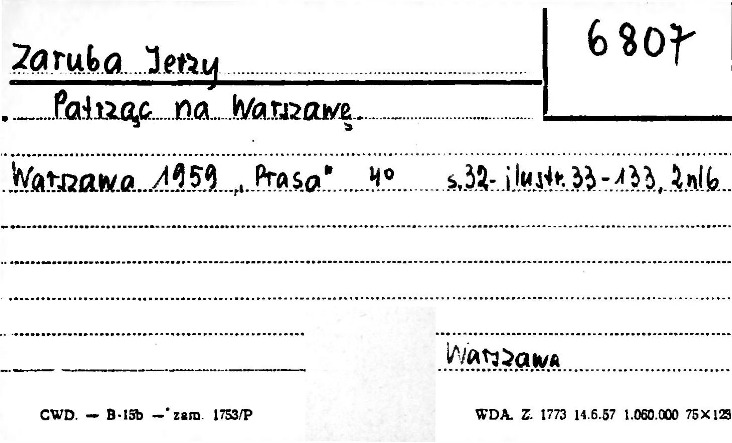 6807
Zaruba Jerzy
Patrząc na Warszawę.
Warszawa 1959 „Prasa" 4° s.32- ilustr. 33-133, 2nlb
Warszawa
CWD. — B-15b — zam. 1753/P
WDA. Z. 1773 14.6.57 1.060.000 75×125